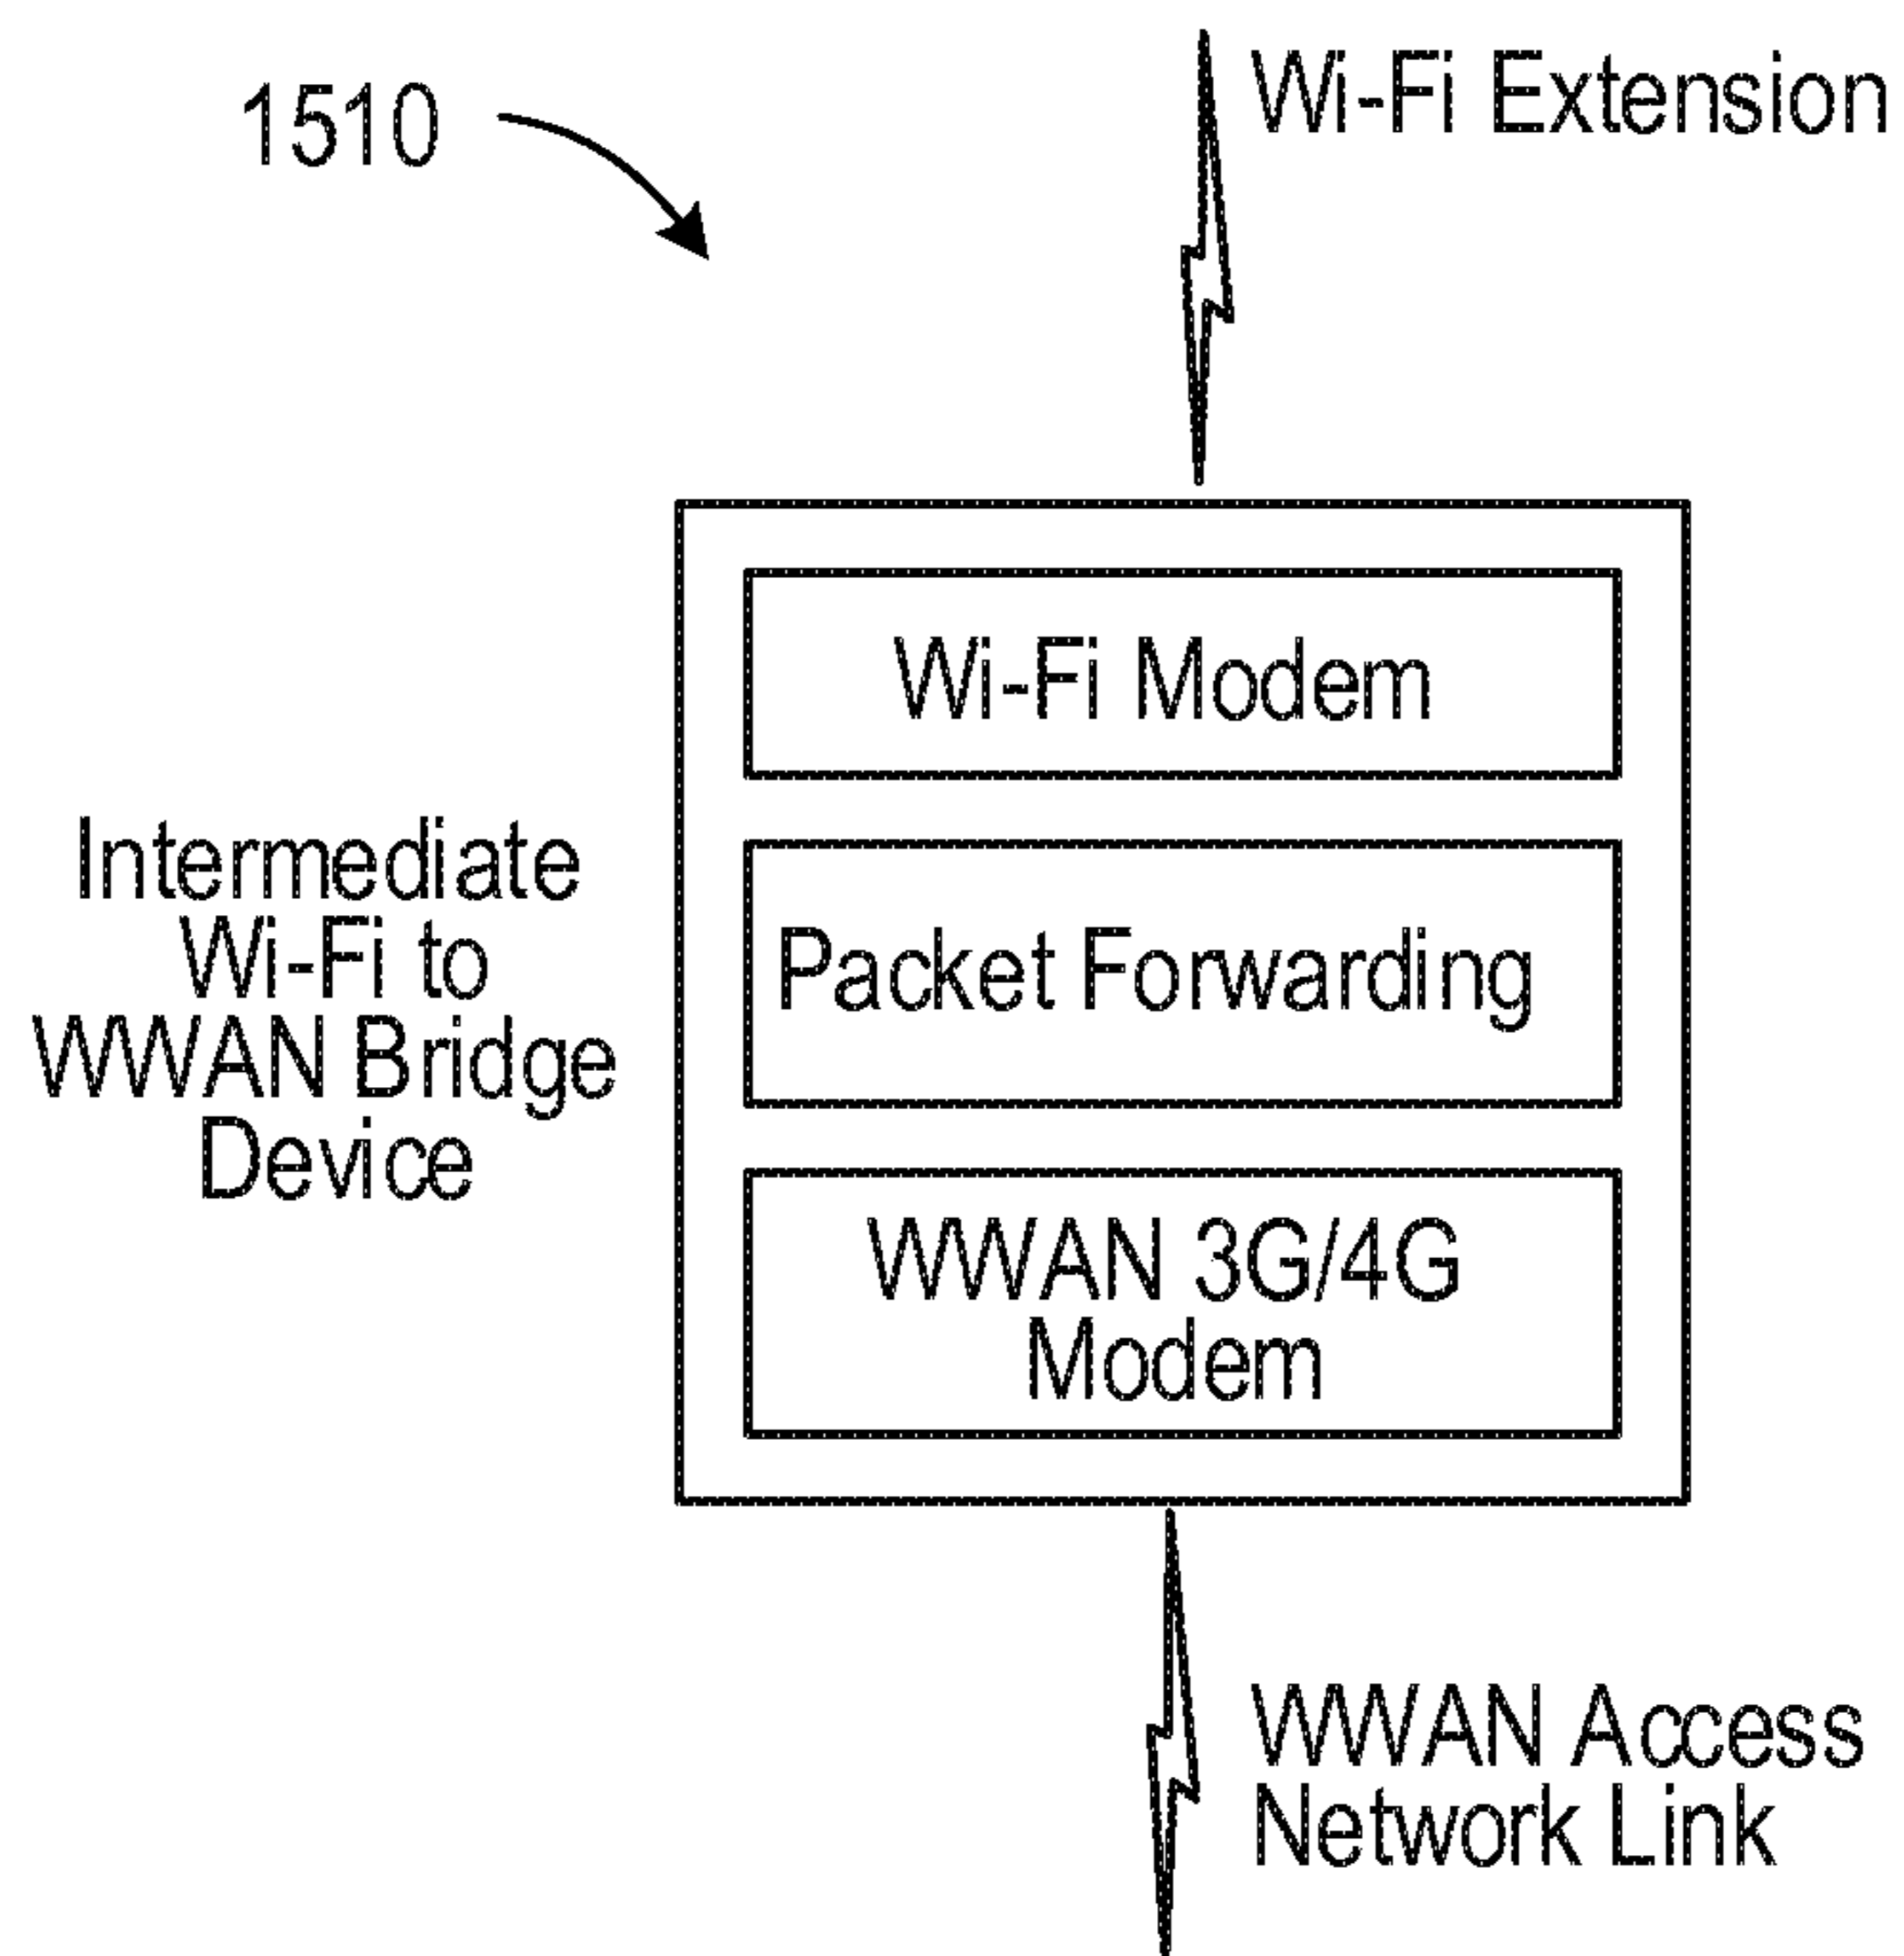 1510
Wi-Fi Extension
Wi-Fi Modem
Intermediate
Wi-Fi to
WWAN Bridge
Device
Packet Forwarding
WWAN 3G/4G
Modem
WWAN Access
Network Link